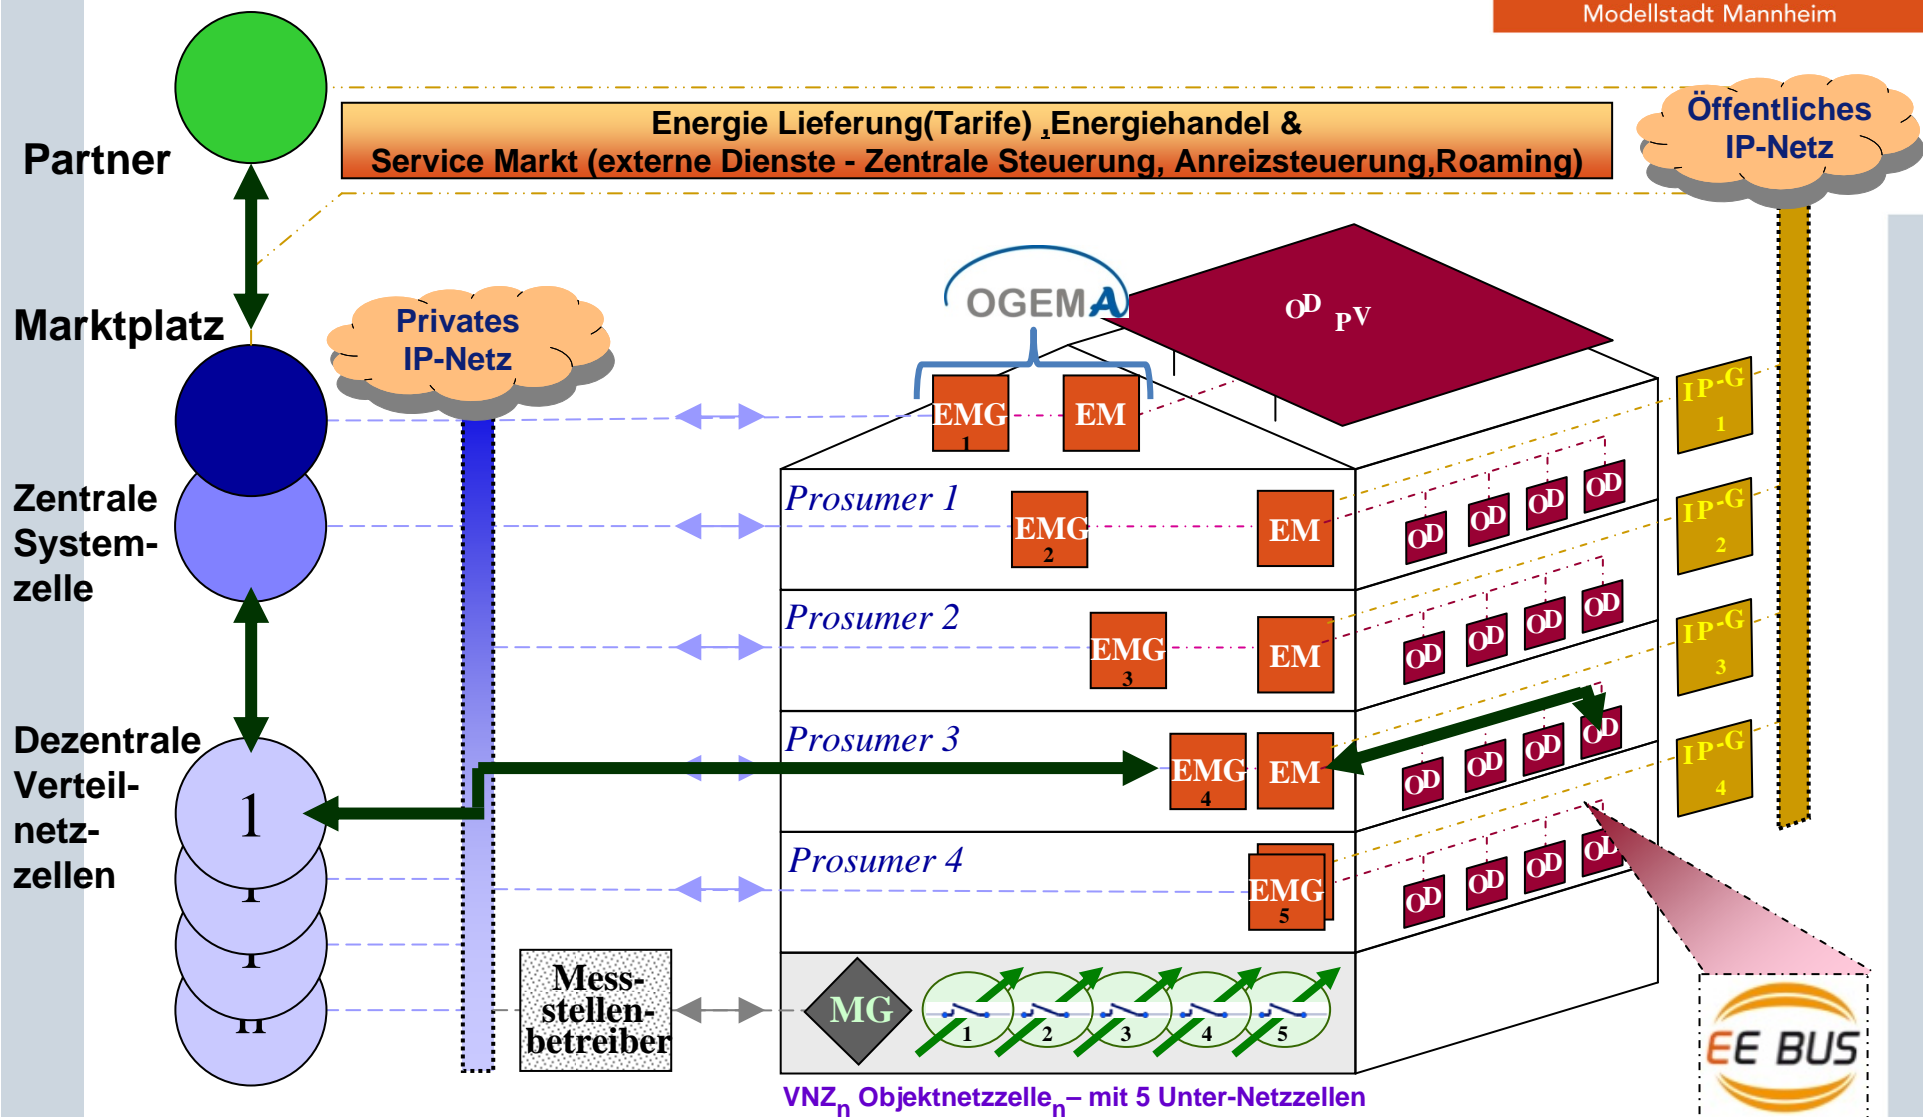 Modellstadt Mannheim
Energie Lieferung(Tarife) ,Energiehandel &
Service Markt (externe Dienste - Zentrale Steuerung, Anreizsteuerung,Roaming)
Öffentliches
IP-Netz
Partner
Marktplatz
Privates
IP-Netz
OGEMA
OD PV
EMG
1
EM
IP-G
1
Zentrale
System-
zelle
Prosumer 1
EMG
2
EM
OD
OD
OD
OD
IP-G
2
Prosumer 2
EMG
3
EM
OD
OD
OD
OD
IP-G
3
Dezentrale
Verteil-
netz-
zellen
1
Prosumer 3
EMG
4
EM
OD
OD
OD
OD
IP-G
4
Prosumer 4
EMG
5
OD
OD
OD
n
Mess-
stellen-
betreiber
MG
1
2
3
4
5
EE BUS
VNZn Objektnetzzellen– mit 5 Unter-Netzzellen